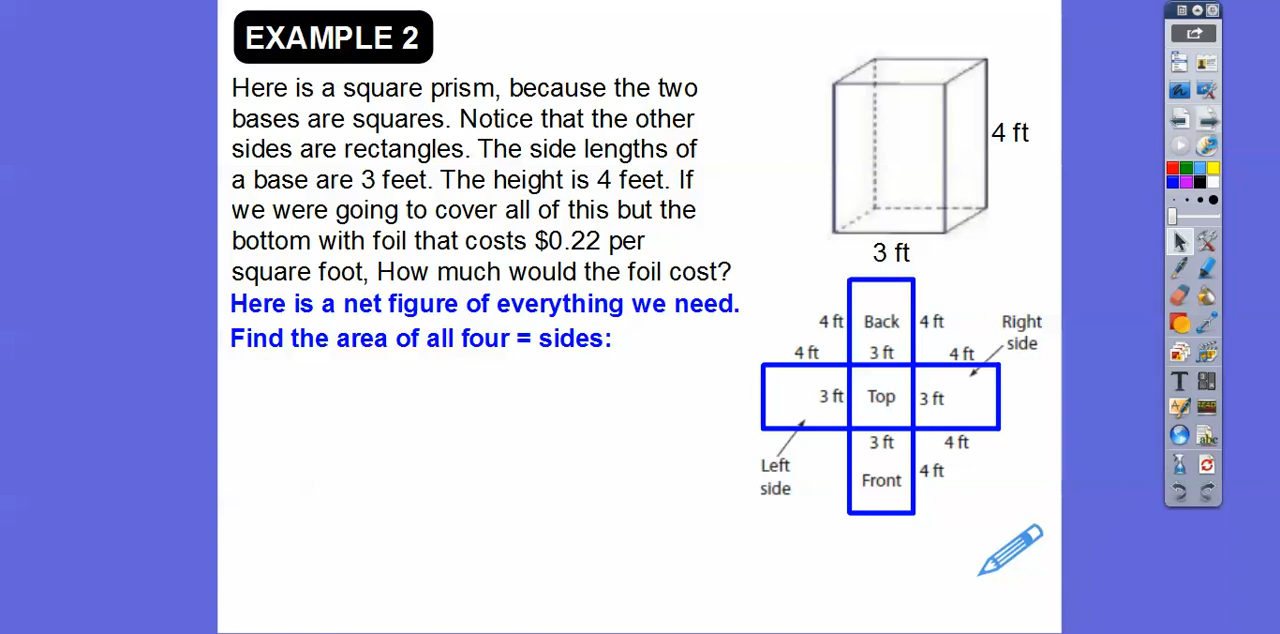 EXAMPLE 2
Here is a square prism, because the two
bases are squares. Notice that the other
sides are rectangles. The side lengths of
a base are 3 feet. The height is 4 feet. If
we were going to cover all of this but the
bottom with foil that costs $0.22 per
square foot, How much would the foil cost?
Here is a net figure of everything we need.
Find the area of all four = sides:
4 ft
3 ft
4 ft Back 4 ft
Right
side
4 ft 3 ft 4 ft
3 ft Top 3 ft
3 ft 4 ft
Left
side
Front 4 ft